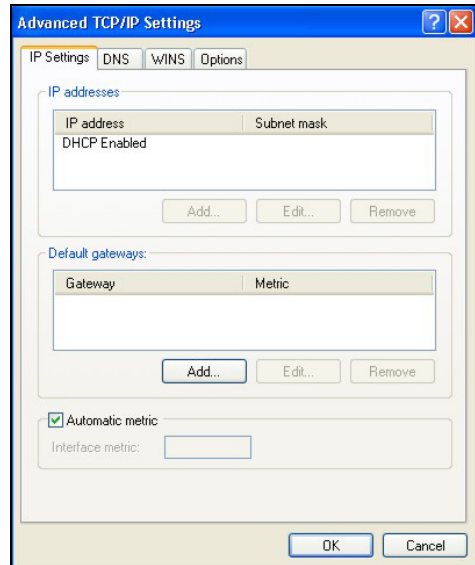 Advanced TCP/IP Settings
IP Settings DNS WINS Options
IP addresses
IP address Subnet mask
DHCP Enabled
Add... Edit... Remove
Default gateways:
Gateway Metric
Add... Edit... Remove
Automatic metric
Interface metric:
OK Cancel